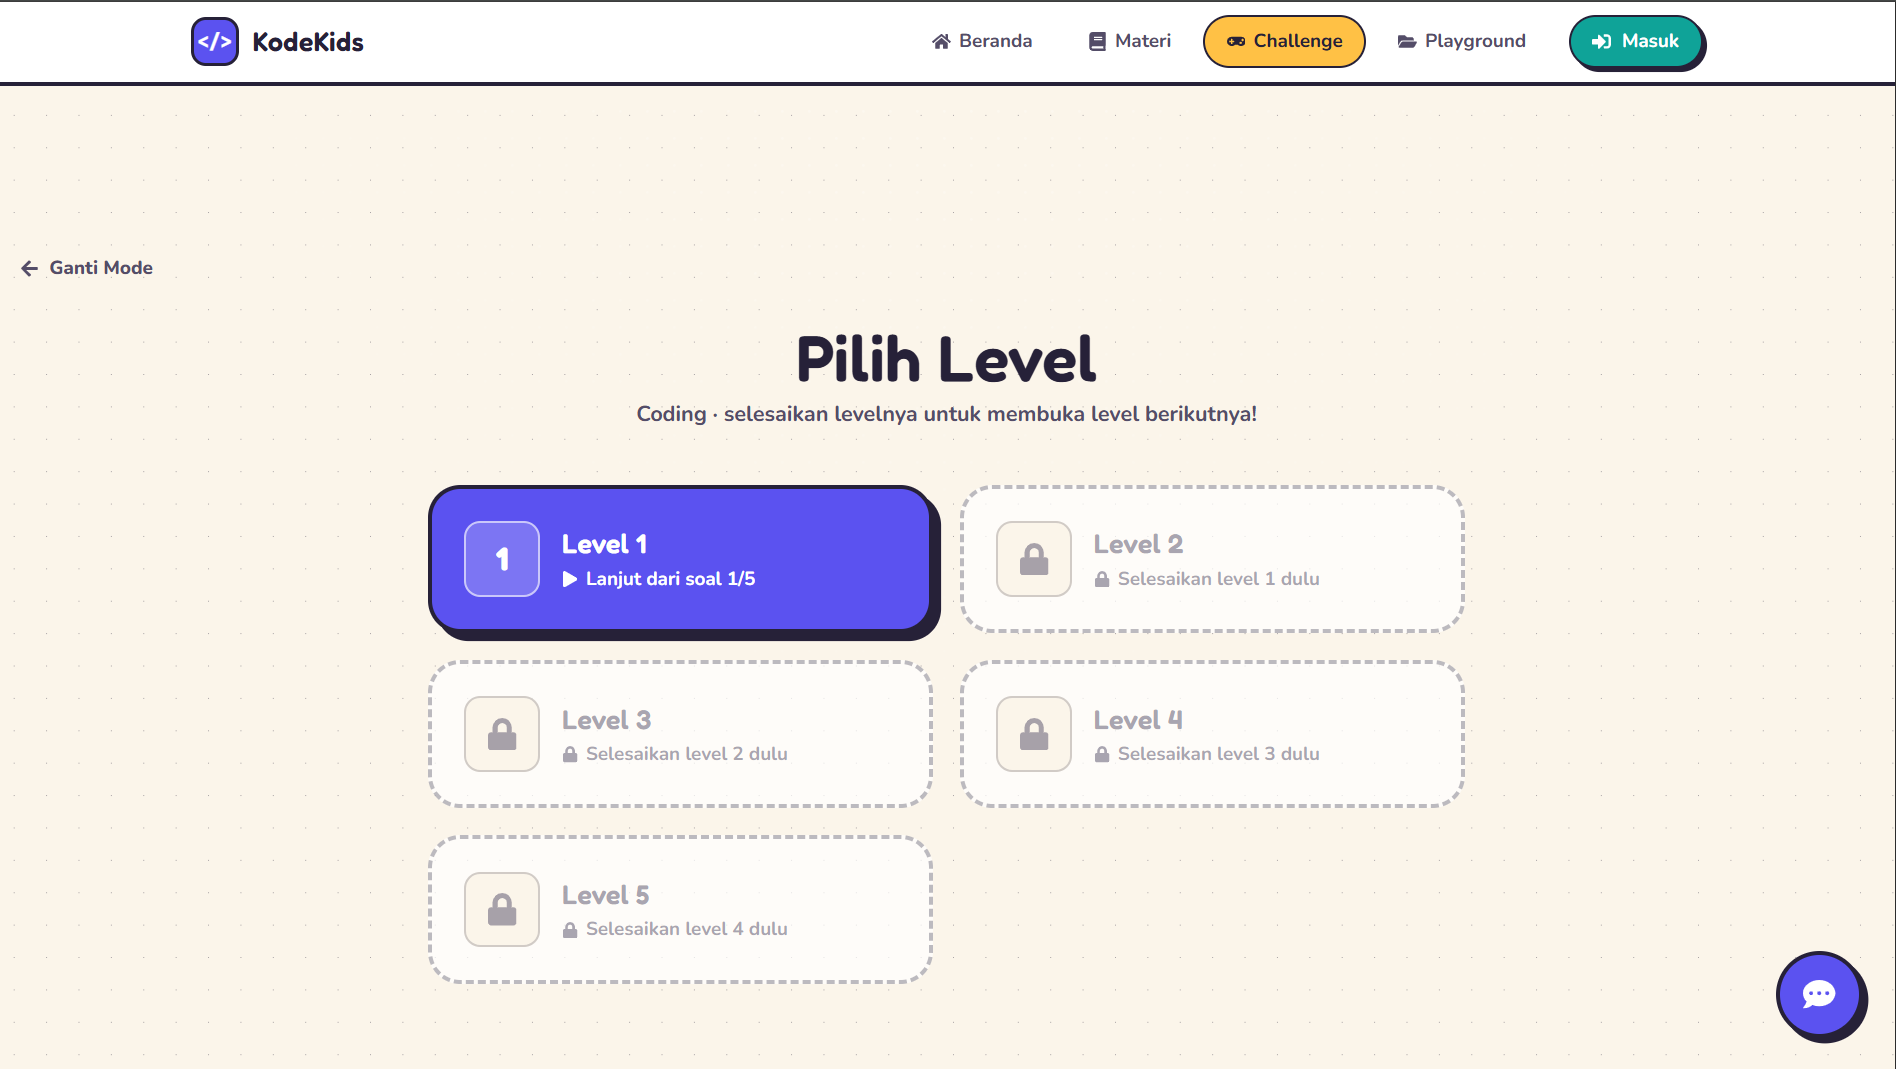 </> KodeKids
Beranda
Materi
Challenge
Playground
Masuk
Ganti Mode
Pilih Level
Coding · selesaikan levelnya untuk membuka level berikutnya!
1
Level 1
Lanjut dari soal 1/5
Level 2
Selesaikan level 1 dulu
Level 3
Selesaikan level 2 dulu
Level 4
Selesaikan level 3 dulu
Level 5
Selesaikan level 4 dulu